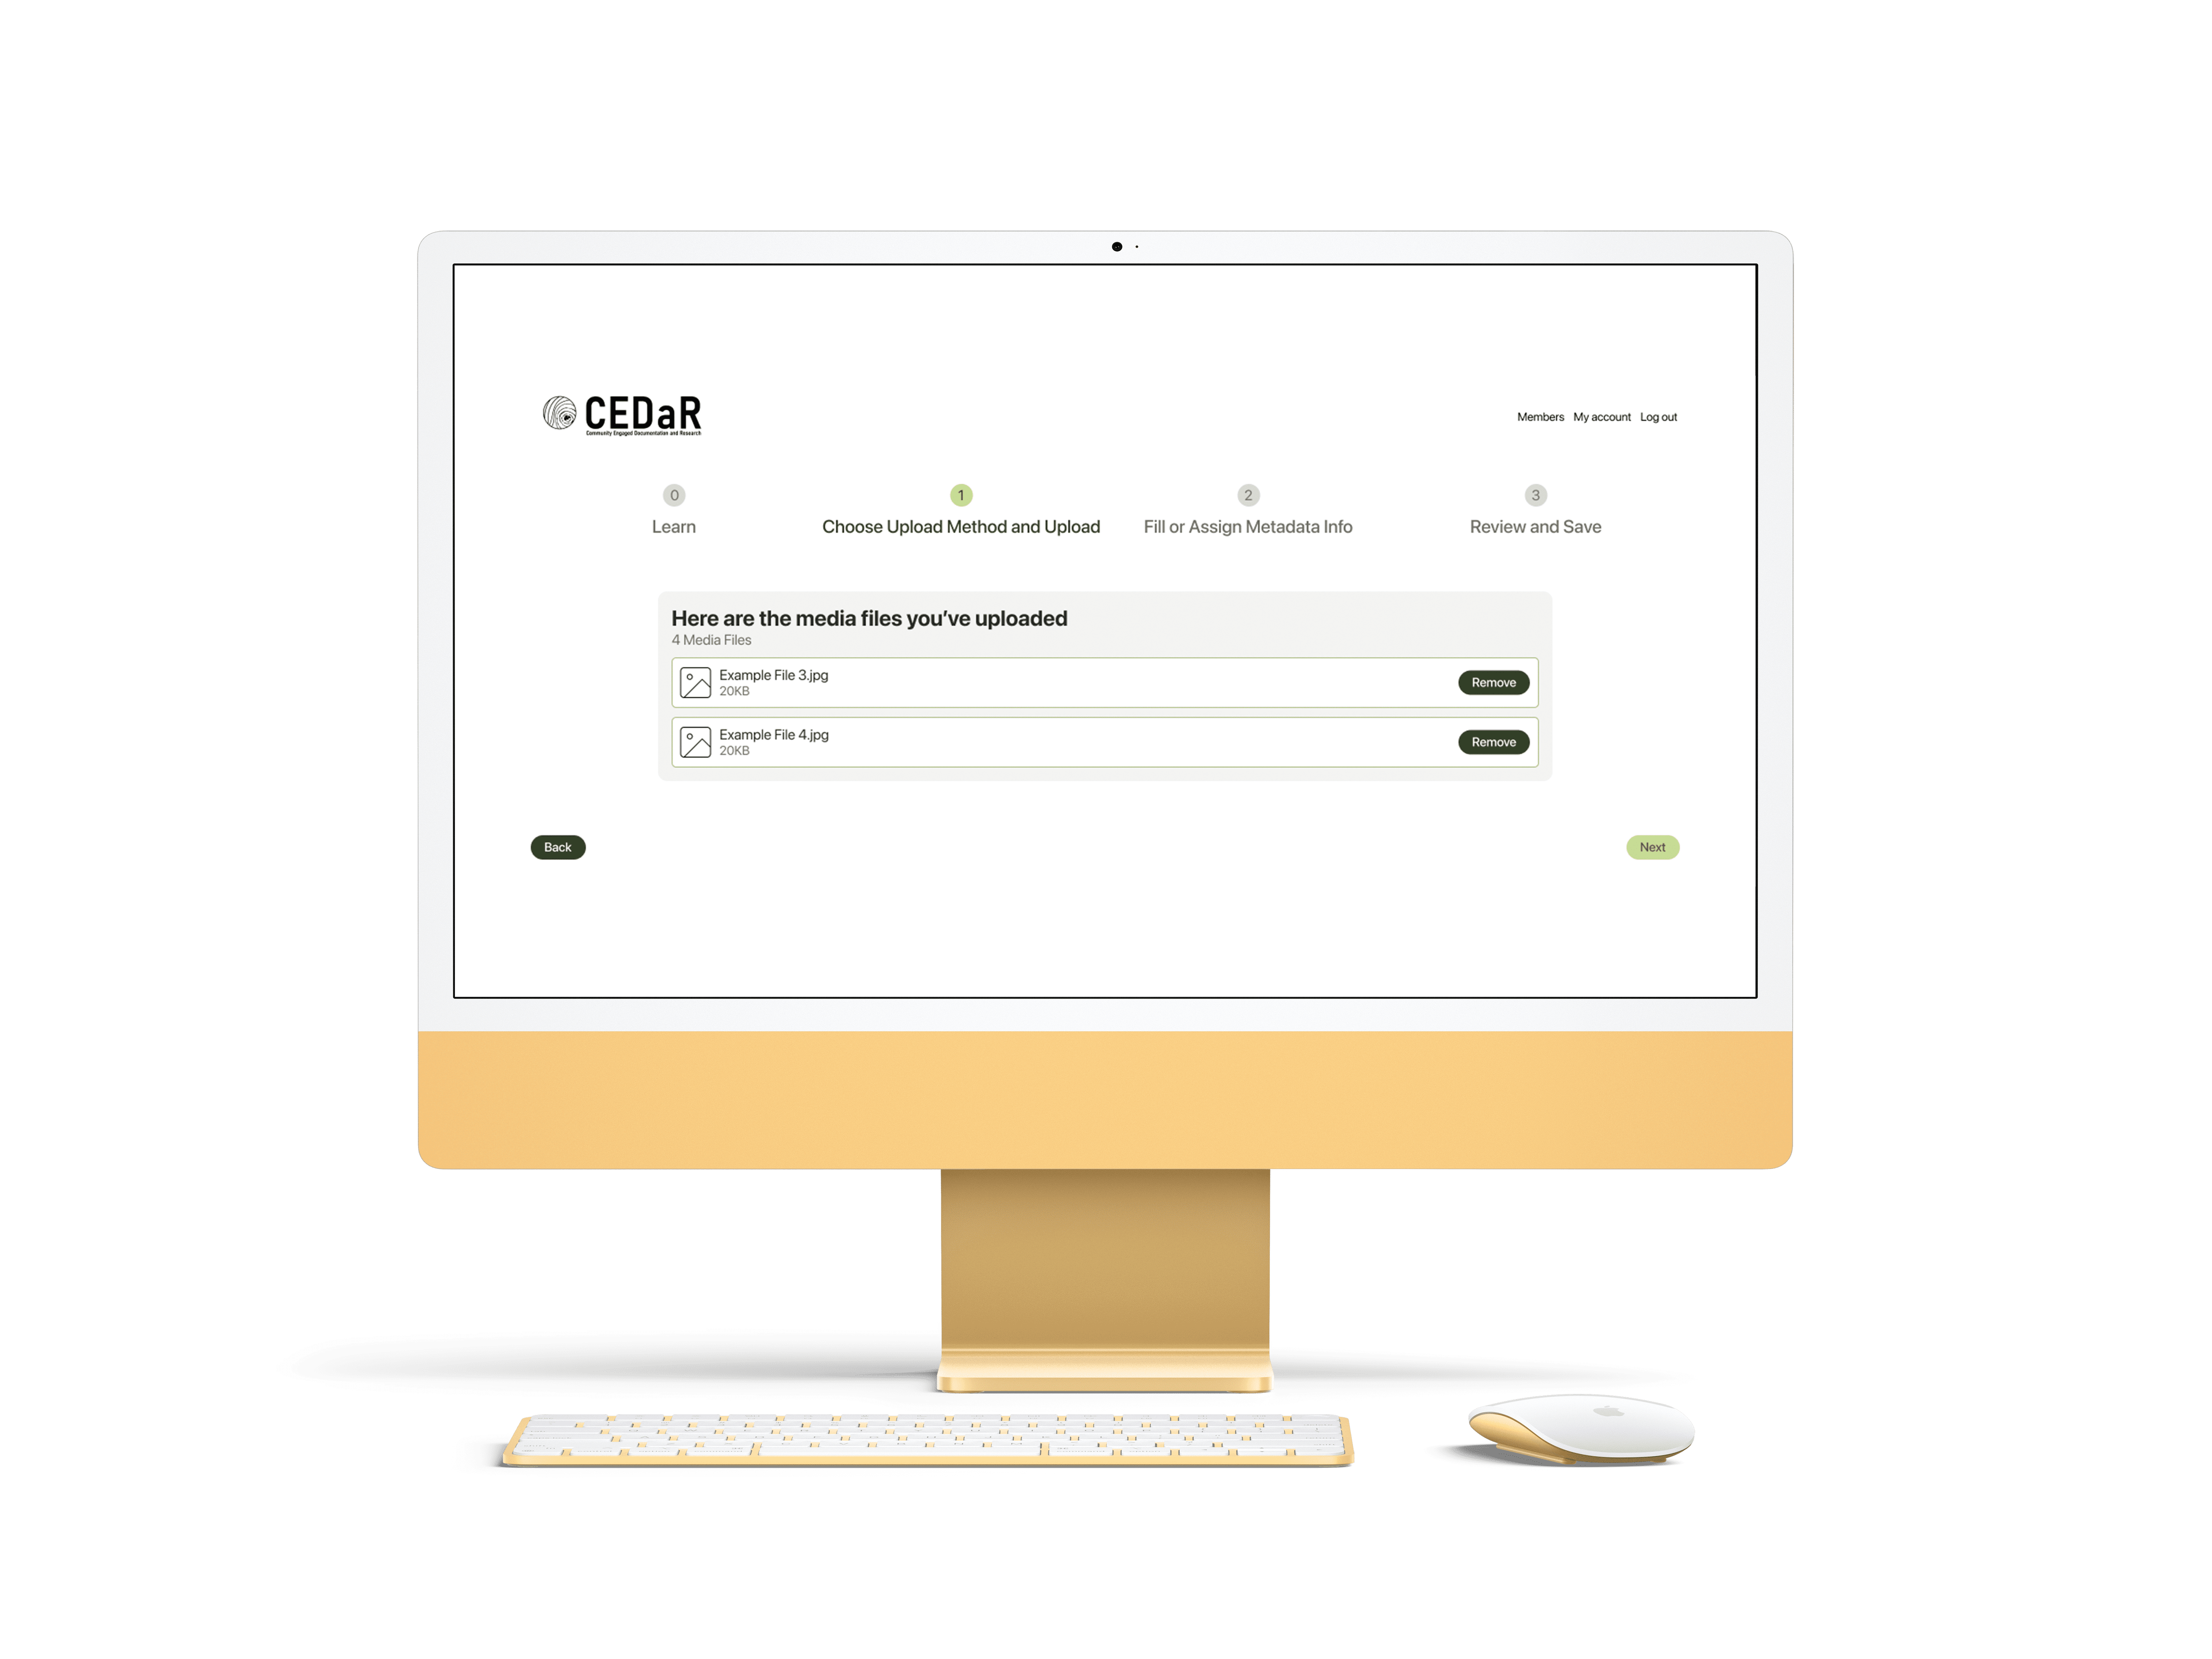 CEDaR
Community Engaged Documentation and Research
Members My account Log out
0
Learn
1
Choose Upload Method and Upload
2
Fill or Assign Metadata Info
3
Review and Save
Here are the media files you’ve uploaded
4 Media Files
Example File 3.jpg
20KB
Remove
Example File 4.jpg
20KB
Remove
Back
Next